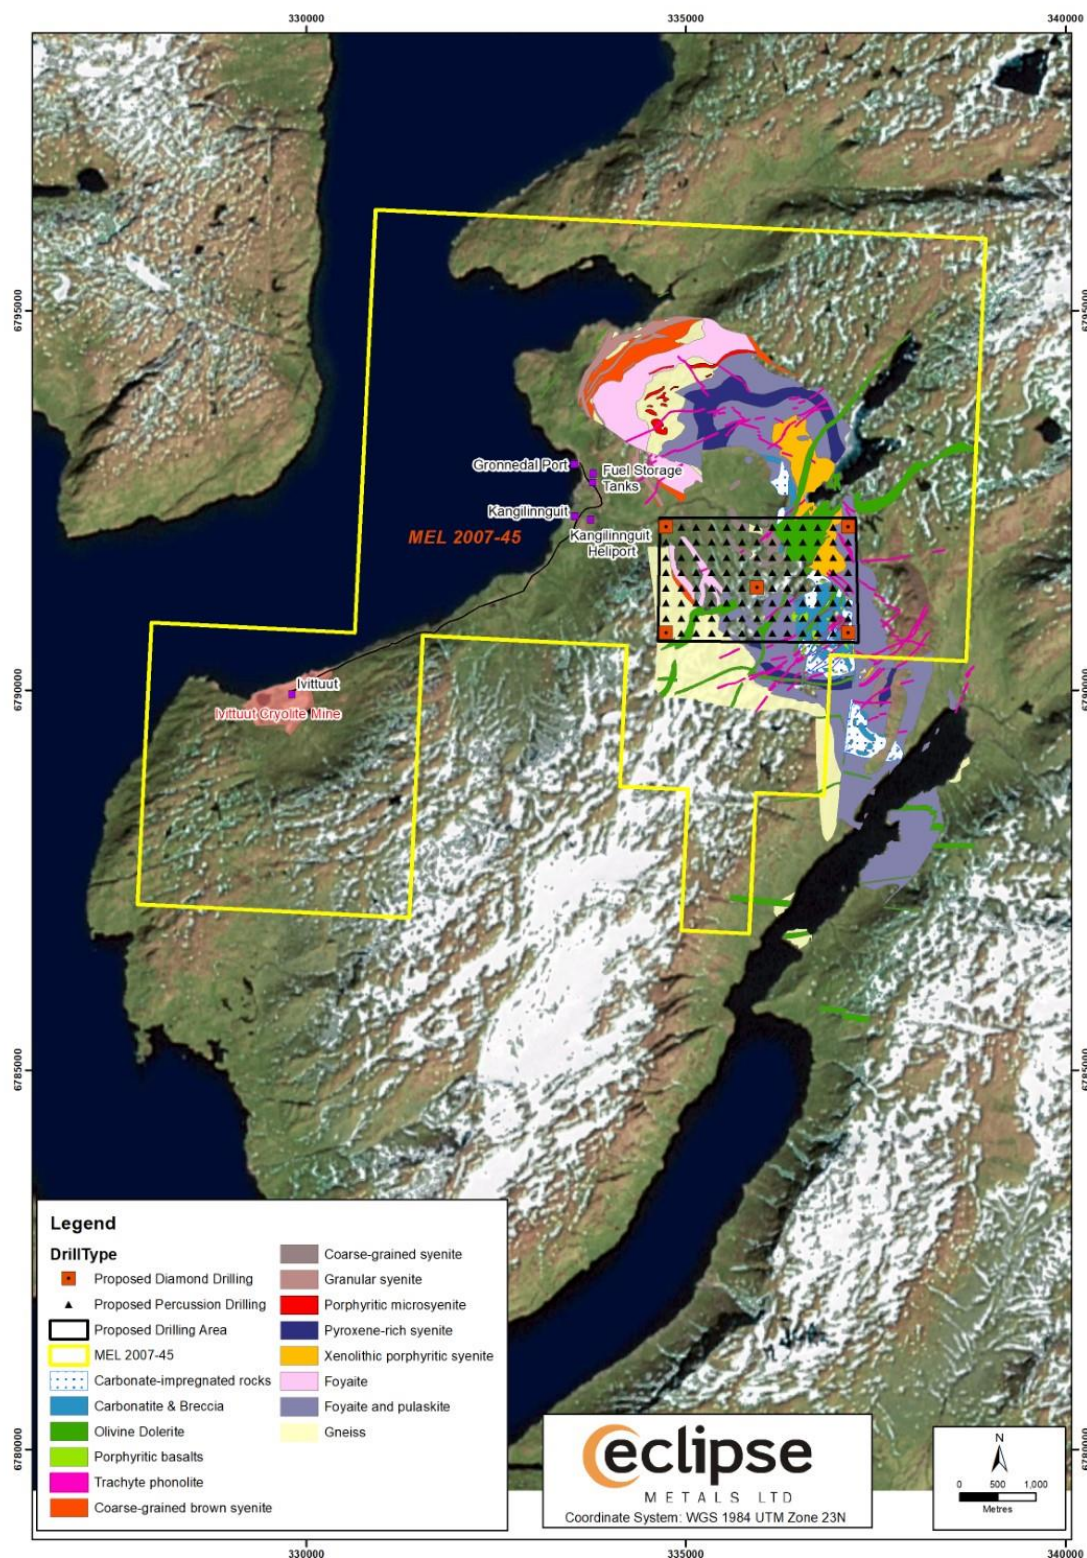 330000
335000
340000
6795000
6795000
Gronnedal Port
Fuel Storage
Tanks
Kangilinnguit
Kangilinnguit
Heliport
MEL 2007-45
Ivittuut
Ivittuut Cryolite Mine
6790000
6790000
6785000
6785000
6780000
6780000
Legend
DrillType
Proposed Diamond Drilling
Proposed Percussion Drilling
Proposed Drilling Area
MEL 2007-45
Carbonate-impregnated rocks
Carbonatite & Breccia
Olivine Dolerite
Porphyritic basalts
Trachyte phonolite
Coarse-grained brown syenite
Coarse-grained syenite
Granular syenite
Porphyritic microsyenite
Pyroxene-rich syenite
Xenolithic porphyritic syenite
Foyaite
Foyaite and pulaskite
Gneiss
eclipse
METALS LTD
Coordinate System: WGS 1984 UTM Zone 23N
N
0 500 1,000
Metres
330000
335000
340000